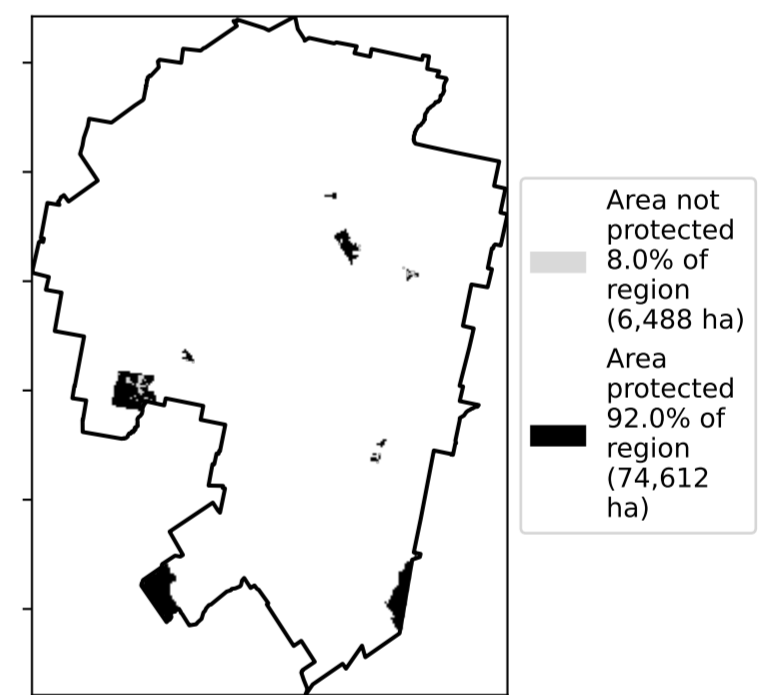 Area not
protected
8.0% of
region
(6,488 ha)
Area
protected
92.0% of
region
(74,612
ha)